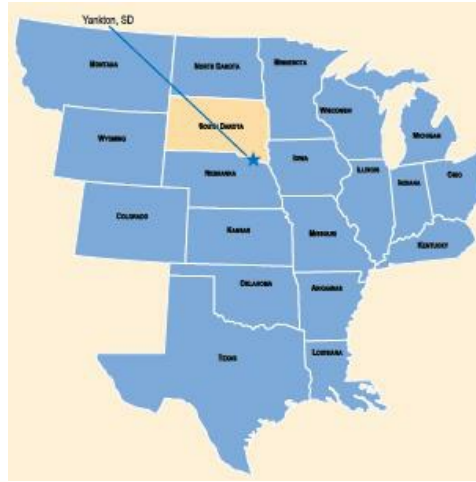 Yankton, SD
MONTANA
NORTH DAKOTA
MINNESOTA
SOUTH DAKOTA
WISCONSIN
MICHIGAN
WYOMING
IOWA
NEBRASKA
ILLINOIS
INDIANA
OHIO
COLORADO
KANSAS
MISSOURI
KENTUCKY
OKLAHOMA
ARKANSAS
TEXAS
LOUISIANA